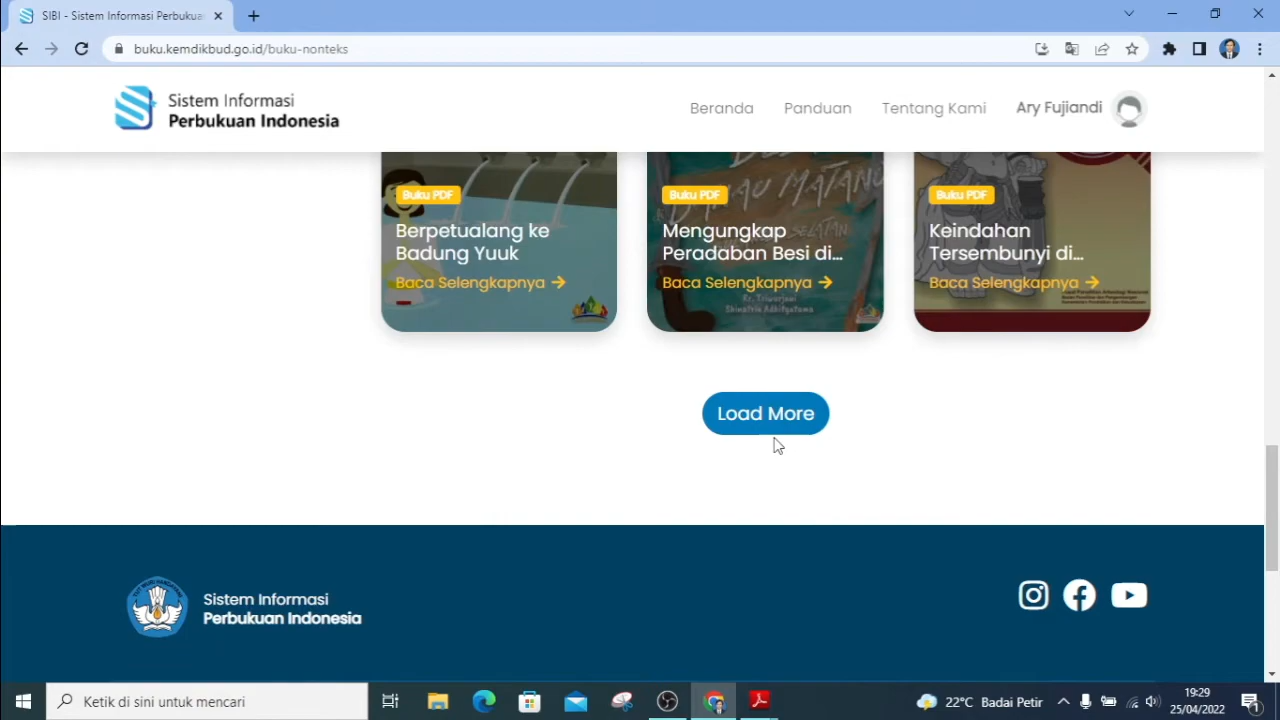 SIBI - Sistem Informasi Perbukua
buku.kemdikbud.go.id/buku-nonteks
Sistem Informasi
Perbukuan Indonesia
Beranda
Panduan
Tentang Kami
Ary Fujiandi
Buku PDF
Berpetualang ke
Badung Yuuk
Baca Selengkapnya →
Buku PDF
Mengungkap
Peradaban Besi di...
Baca Selengkapnya →
Buku PDF
Keindahan
Tersembunyi di...
Baca Selengkapnya →
Load More
Sistem Informasi
Perbukuan Indonesia
Ketik di sini untuk mencari
22°C Badai Petir
19:29
25/04/2022